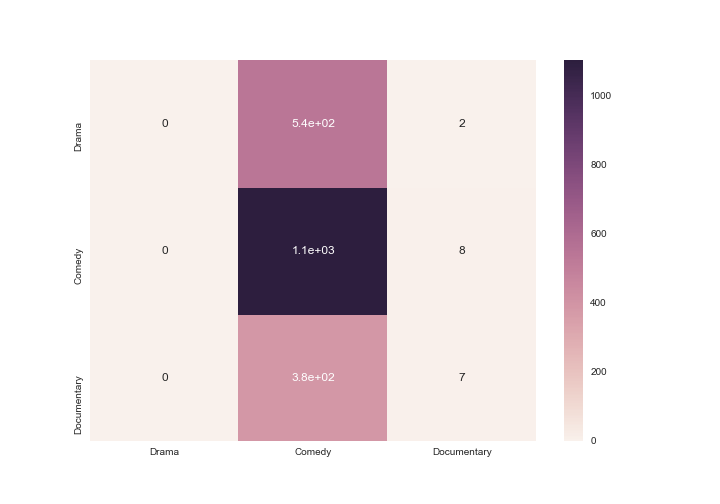 Drama
0
5.4e+02
2
Comedy
0
1.1e+03
8
Documentary
0
3.8e+02
7
Drama
Comedy
Documentary
1000
800
600
400
200
0